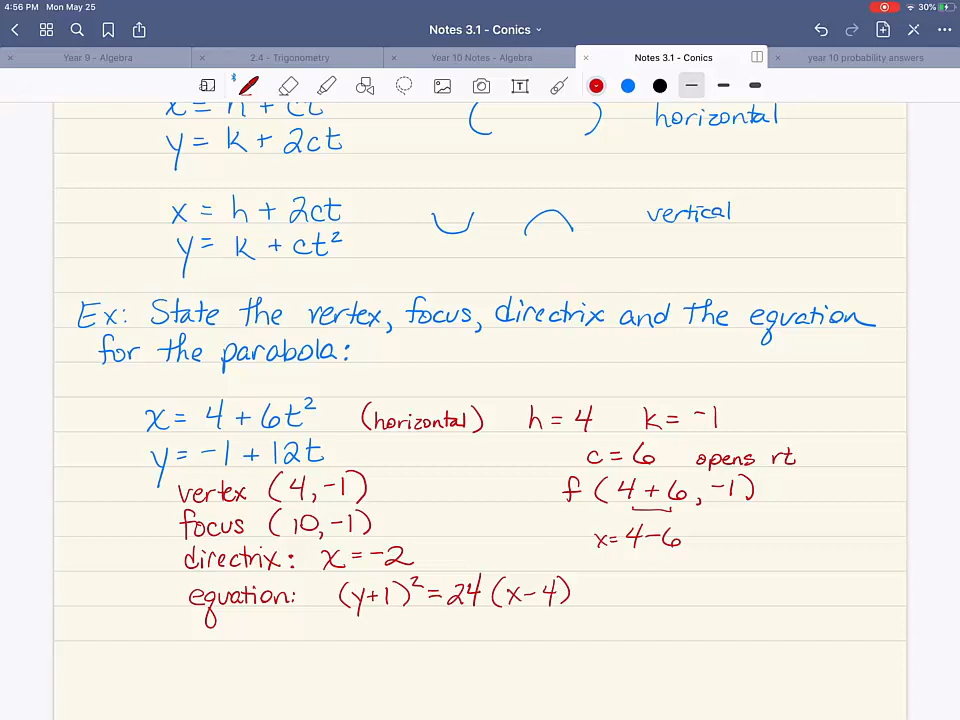 4:56 PM Mon May 25
30%
Notes 3.1 - Conics
Year 9 - Algebra
2.4 - Trigonometry
Year 10 Notes - Algebra
Notes 3.1 - Conics
year 10 probability answers
x = h + ct
y = k + 2ct
horizontal
x = h + 2ct
y = k + ct²
vertical
Ex: State the vertex, focus, directrix and the equation
for the parabola:
x = 4 + 6t² (horizontal) h = 4 k = -1
y = -1 + 12t c = 6 opens rt
vertex (4, -1) f (4 + 6, -1)
focus (10, -1)
directrix: x = -2 x = 4 - 6
equation: (y+1)² = 24 (x - 4)